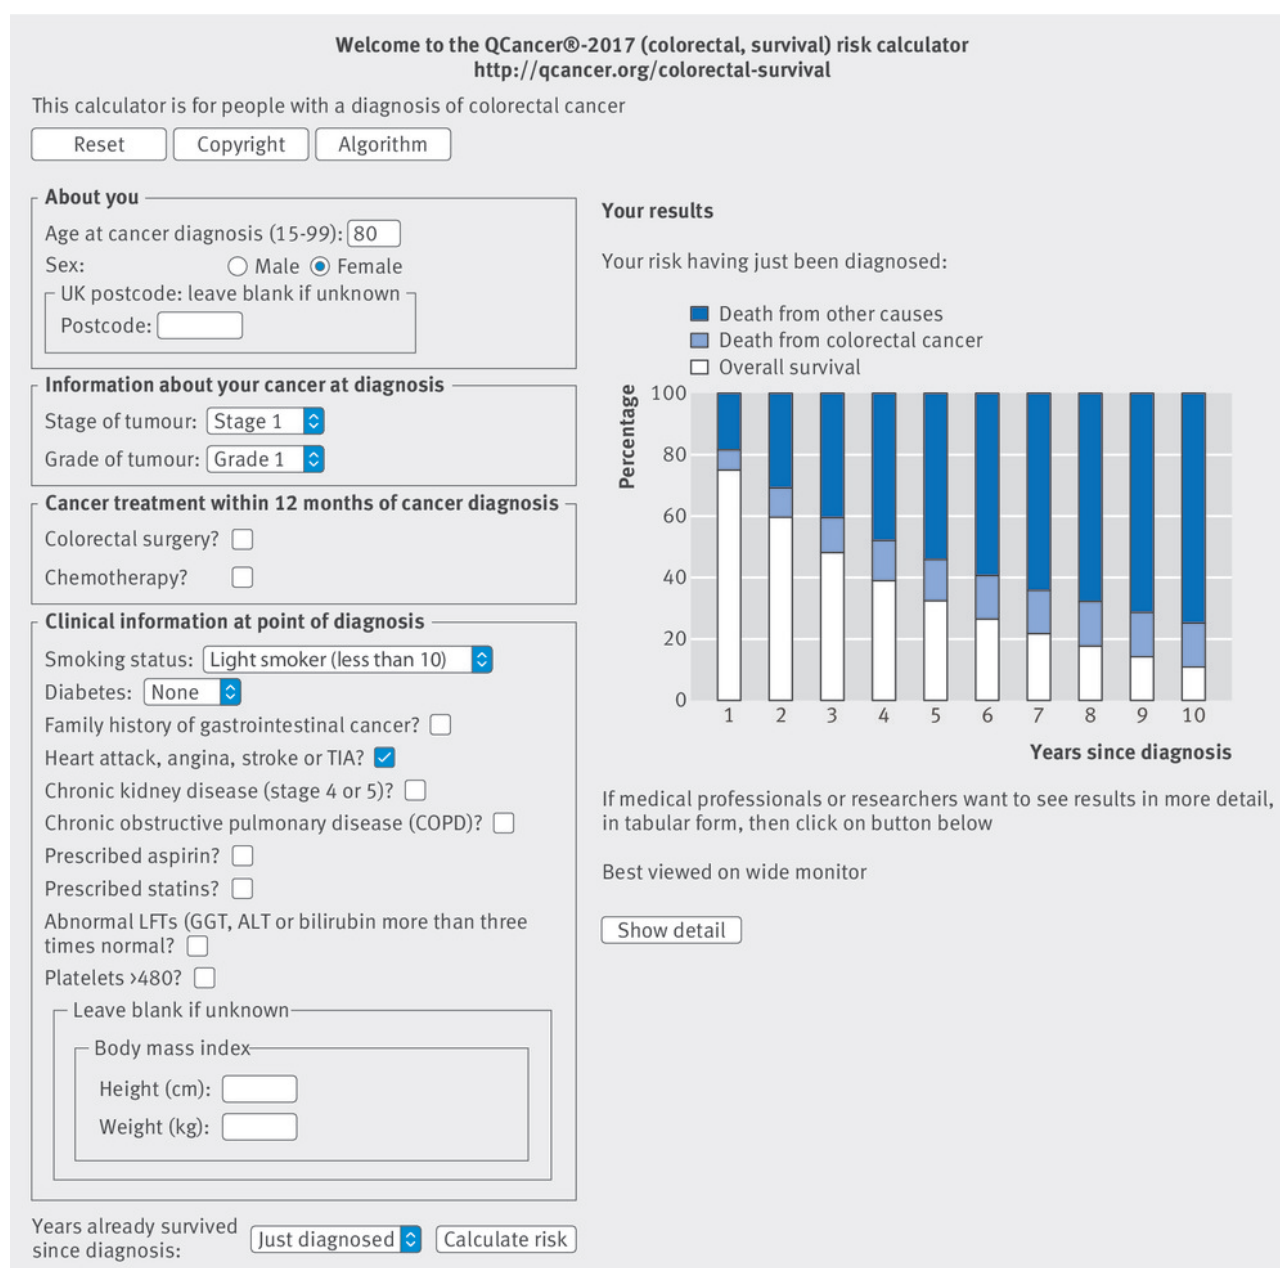 Welcome to the QCancer®-2017 (colorectal, survival) risk calculator
http://qcancer.org/colorectal-survival
This calculator is for people with a diagnosis of colorectal cancer
Reset Copyright Algorithm
About you
Age at cancer diagnosis (15-99): 80
Sex: Male Female
UK postcode: leave blank if unknown
Postcode:
Information about your cancer at diagnosis
Stage of tumour: Stage 1
Grade of tumour: Grade 1
Cancer treatment within 12 months of cancer diagnosis
Colorectal surgery?
Chemotherapy?
Clinical information at point of diagnosis
Smoking status: Light smoker (less than 10)
Diabetes: None
Family history of gastrointestinal cancer?
Heart attack, angina, stroke or TIA?
Chronic kidney disease (stage 4 or 5)?
Chronic obstructive pulmonary disease (COPD)?
Prescribed aspirin?
Prescribed statins?
Abnormal LFTs (GGT, ALT or bilirubin more than three
times normal?
Platelets >480?
Leave blank if unknown
Body mass index
Height (cm):
Weight (kg):
Years already survived
since diagnosis: Just diagnosed Calculate risk
Your results
Your risk having just been diagnosed:
Death from other causes
Death from colorectal cancer
Overall survival
Percentage
100
80
60
40
20
0
1 2 3 4 5 6 7 8 9 10
Years since diagnosis
If medical professionals or researchers want to see results in more detail,
in tabular form, then click on button below
Best viewed on wide monitor
Show detail